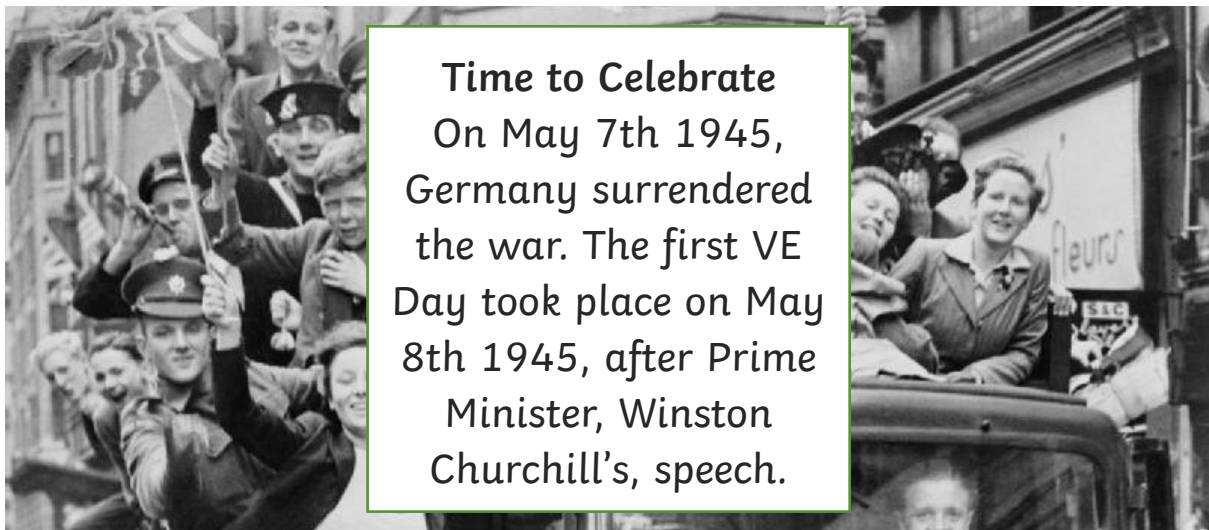 Time to Celebrate
On May 7th 1945,
Germany surrendered
the war. The first VE
Day took place on May
8th 1945, after Prime
Minister, Winston
Churchill's, speech.
fleurs
S&C